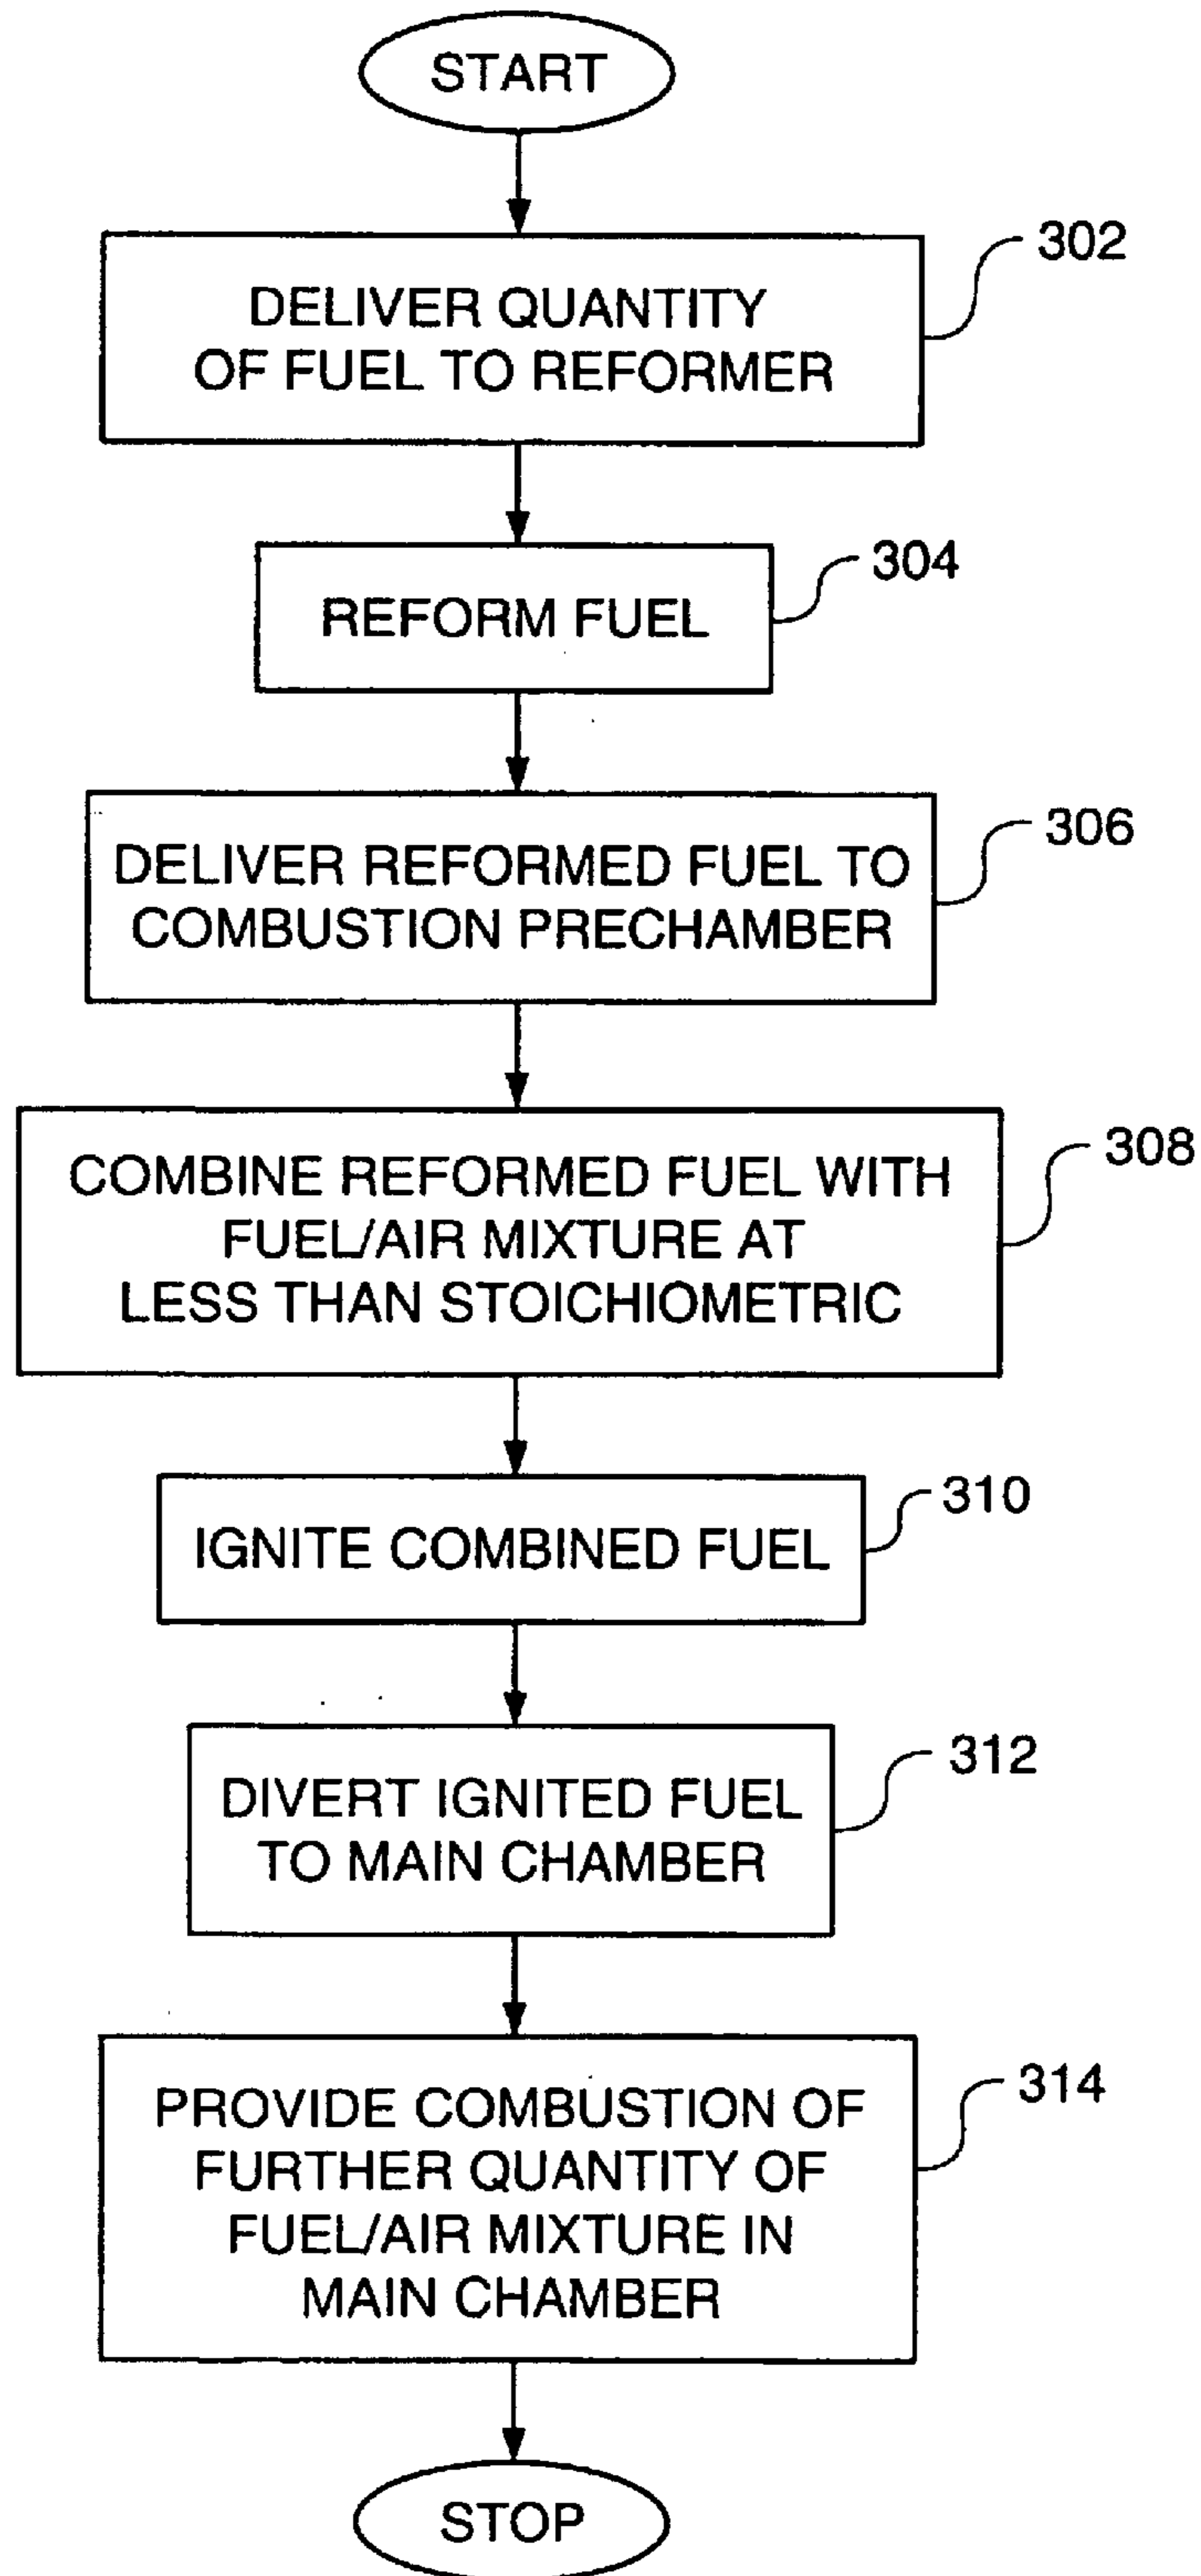 START
302
DELIVER QUANTITY
OF FUEL TO REFORMER
304
REFORM FUEL
306
DELIVER REFORMED FUEL TO
COMBUSTION PRECHAMBER
308
COMBINE REFORMED FUEL WITH
FUEL/AIR MIXTURE AT
LESS THAN STOICHIOMETRIC
310
IGNITE COMBINED FUEL
312
DIVERT IGNITED FUEL
TO MAIN CHAMBER
314
PROVIDE COMBUSTION OF
FURTHER QUANTITY OF
FUEL/AIR MIXTURE IN
MAIN CHAMBER
STOP